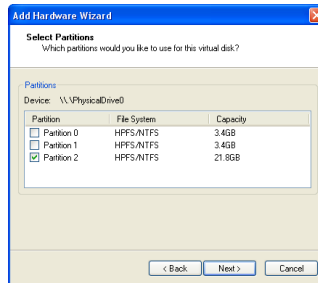 Add Hardware Wizard
Select Partitions
Which partitions would you like to use for this virtual disk?
Partitions
Device: \\.\PhysicalDrive0
Partition File System Capacity
Partition 0 HPFS/NTFS 3.4GB
Partition 1 HPFS/NTFS 3.4GB
Partition 2 HPFS/NTFS 21.8GB
< Back Next > Cancel